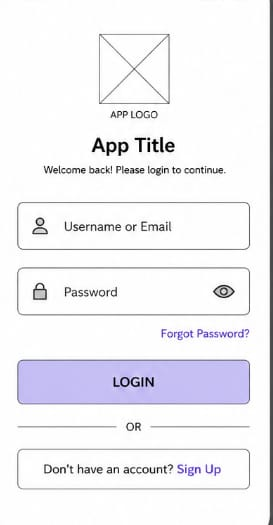 APP LOGO
App Title
Welcome back! Please login to continue.
Username or Email
Password
Forgot Password?
LOGIN
OR
Don't have an account? Sign Up